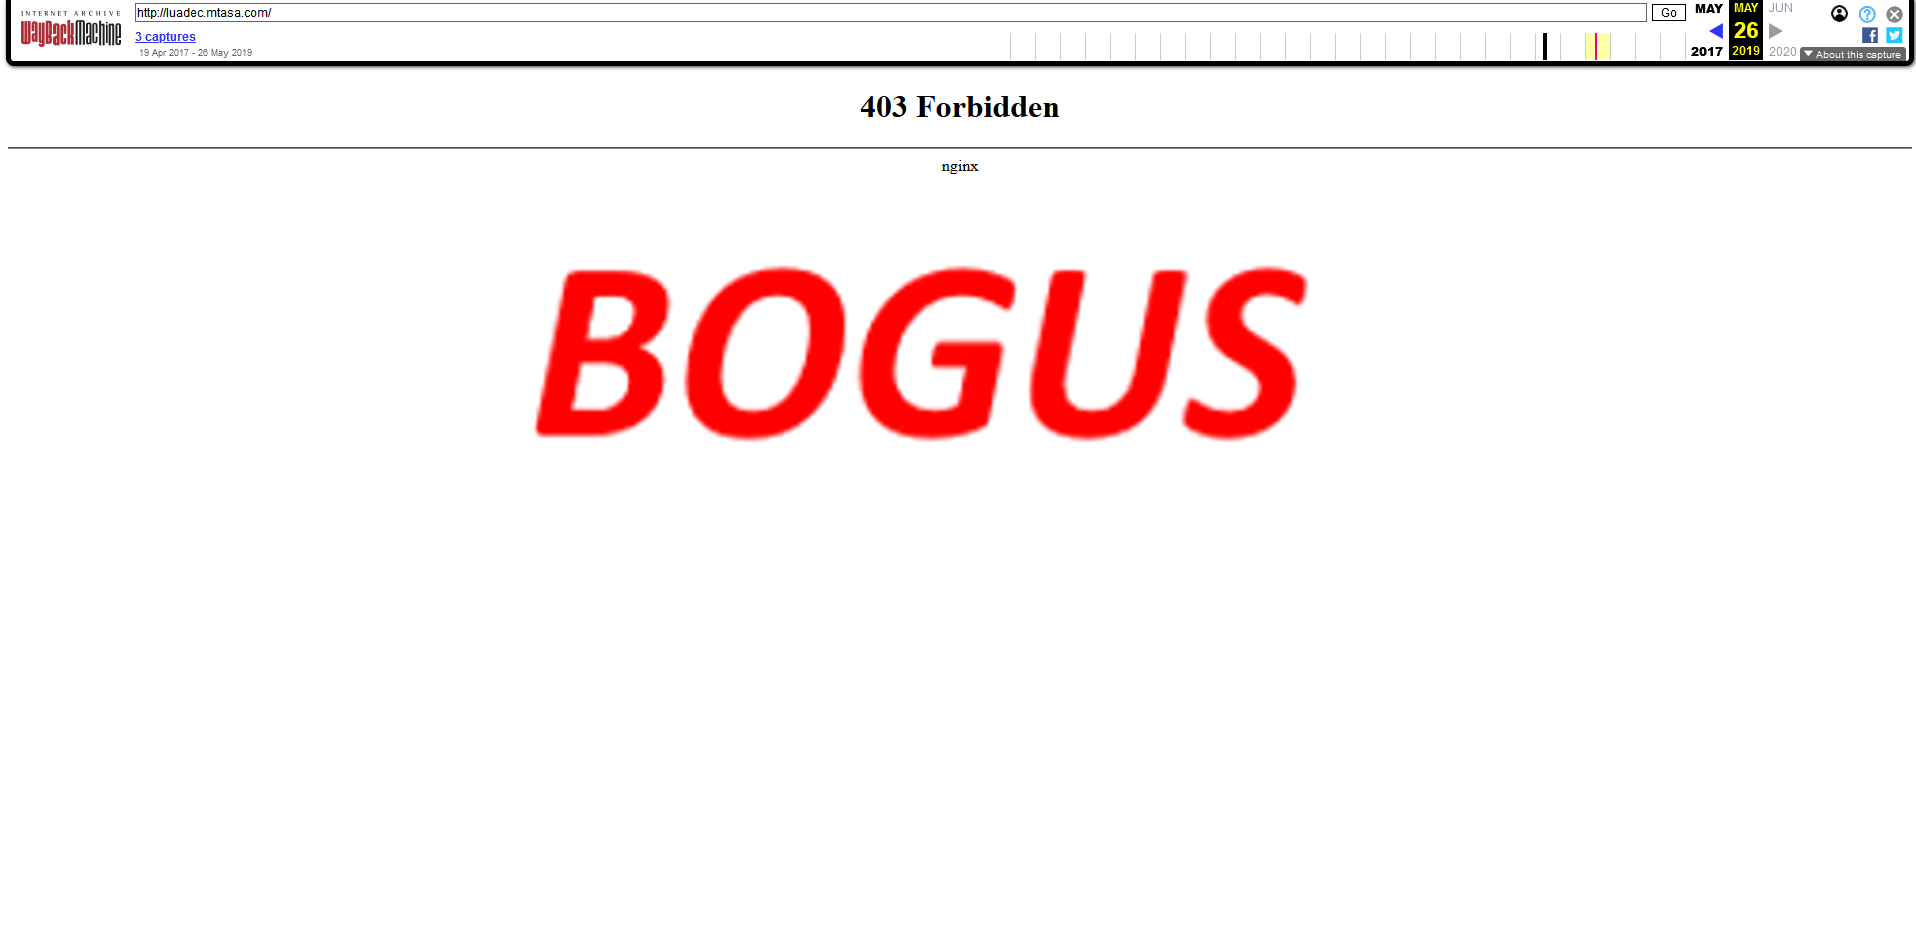 INTERNET ARCHIVE
WayBackMachine
http://luadec.mtasa.com/
Go
3 captures
19 Apr 2017 - 26 May 2019
MAY
MAY
JUN
26
2017
2019
2020
About this capture
403 Forbidden
nginx
BOGUS